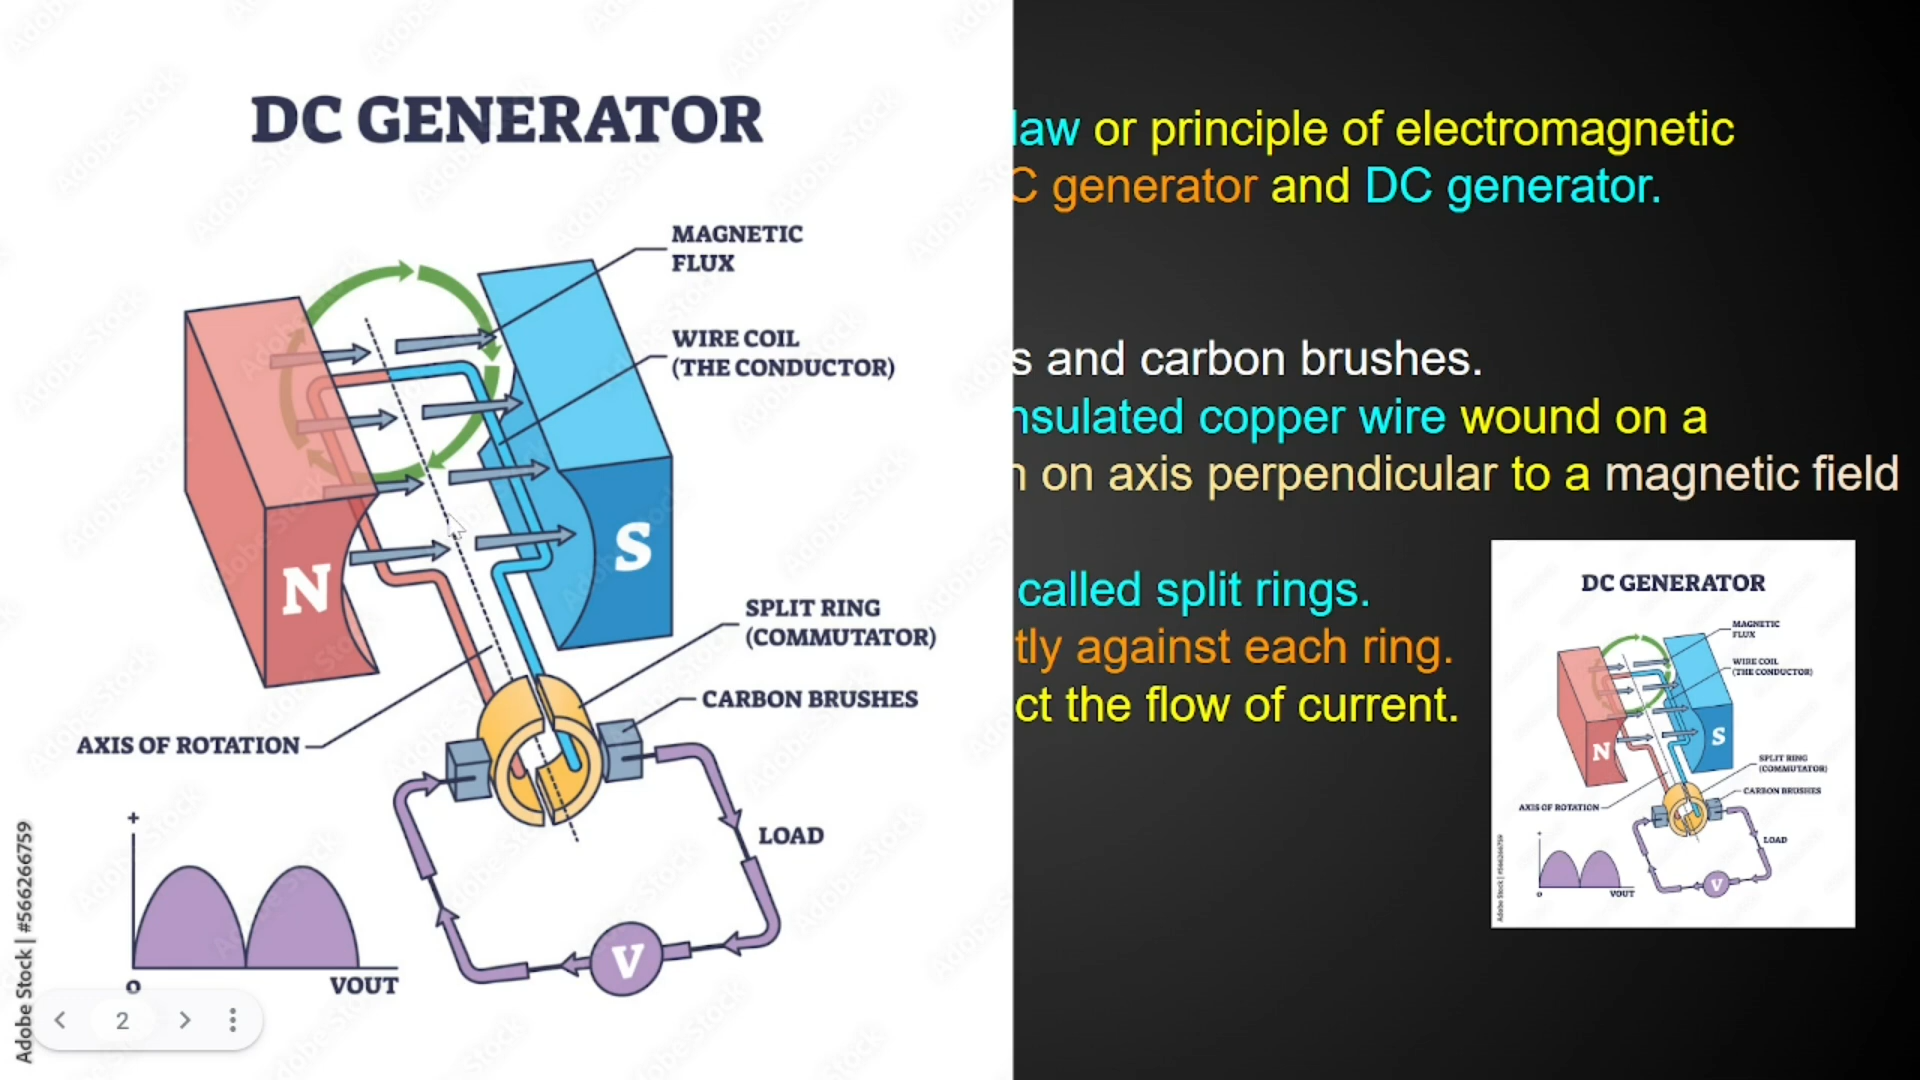 DC GENERATOR
MAGNETIC
FLUX
WIRE COIL
(THE CONDUCTOR)
N
S
SPLIT RING
(COMMUTATOR)
CARBON BRUSHES
AXIS OF ROTATION
LOAD
V
+
0
VOUT
Adobe Stock | #566266759
2
law or principle of electromagnetic
C generator and DC generator.
s and carbon brushes.
nsulated copper wire wound on a
n on axis perpendicular to a magnetic field
called split rings.
tly against each ring.
ct the flow of current.
DC GENERATOR
MAGNETIC
FLUX
WIRE COIL
(THE CONDUCTOR)
N
S
SPLIT RING
(COMMUTATOR)
CARBON BRUSHES
AXIS OF ROTATION
LOAD
V
+
0
VOUT
Adobe Stock | #566266759